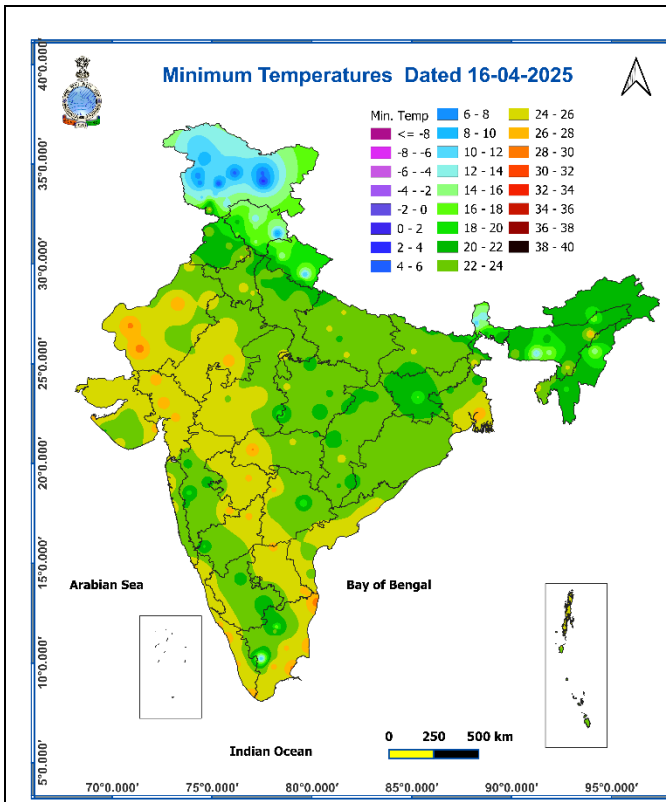 Minimum Temperatures Dated 16-04-2025
Min. Temp
<= -8
-8 - -6
-6 - -4
-4 - -2
-2 - 0
0 - 2
2 - 4
4 - 6
6 - 8
8 - 10
10 - 12
12 - 14
14 - 16
16 - 18
18 - 20
20 - 22
22 - 24
24 - 26
26 - 28
28 - 30
30 - 32
32 - 34
34 - 36
36 - 38
38 - 40
40°0.000'
35°0.000'
30°0.000'
25°0.000'
20°0.000'
15°0.000'
10°0.000'
5°0.000'
Arabian Sea
Bay of Bengal
Indian Ocean
0 250 500 km
70°0.000' 75°0.000' 80°0.000' 85°0.000' 90°0.000' 95°0.000'